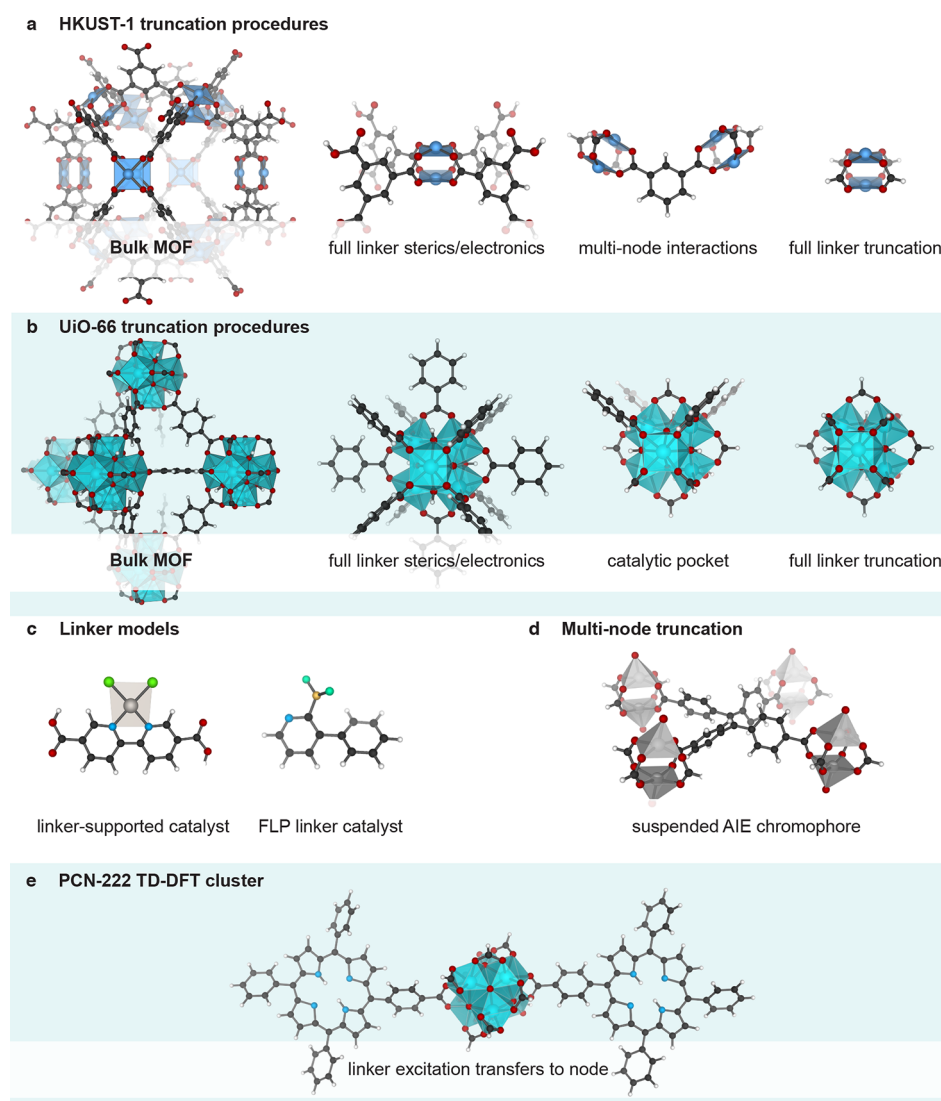 a HKUST-1 truncation procedures
Bulk MOF
full linker sterics/electronics
multi-node interactions
full linker truncation
b UiO-66 truncation procedures
Bulk MOF
full linker sterics/electronics
catalytic pocket
full linker truncation
c Linker models
d Multi-node truncation
linker-supported catalyst
FLP linker catalyst
suspended AIE chromophore
e PCN-222 TD-DFT cluster
linker excitation transfers to node